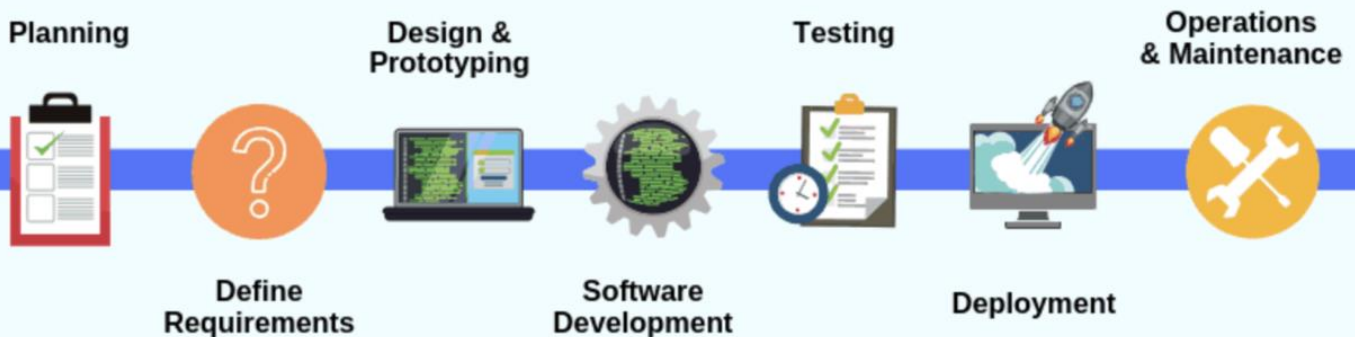 Planning
Define
Requirements
Design &
Prototyping
Software
Development
Testing
Deployment
Operations
& Maintenance